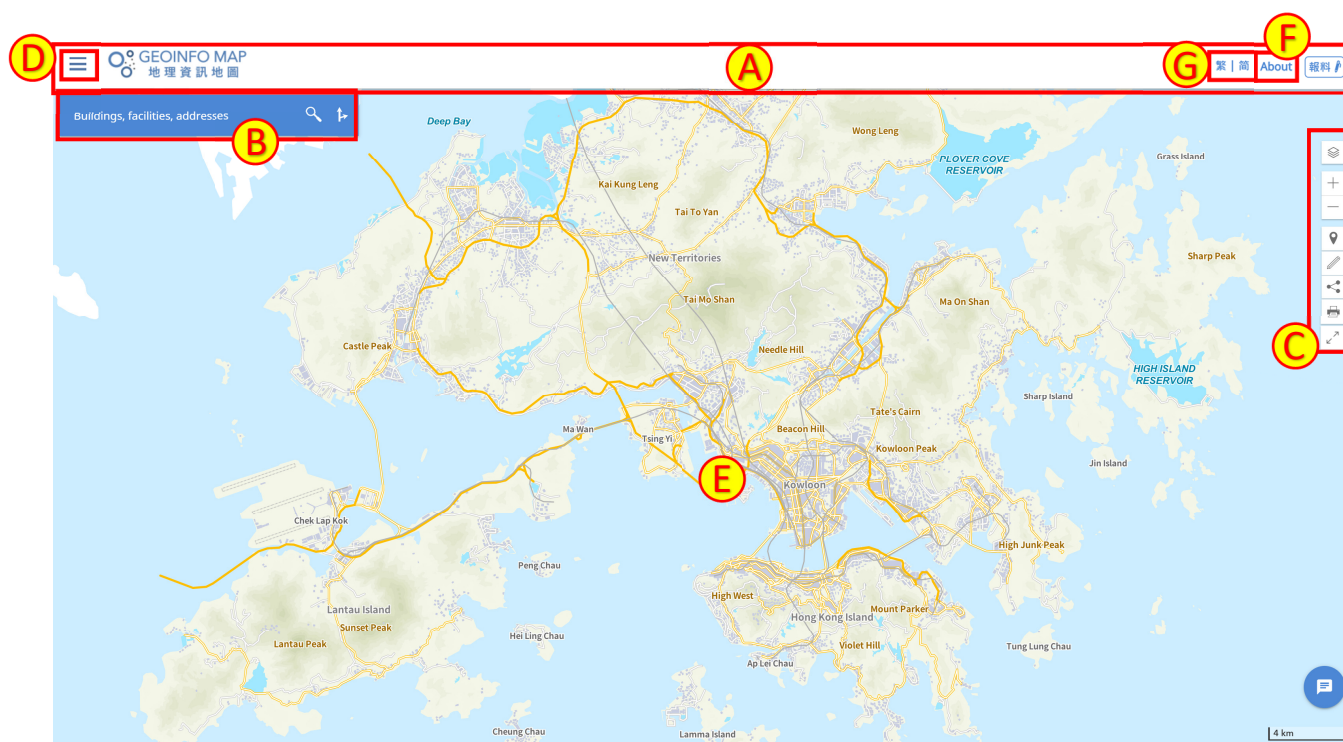 F
D
GEOINFO MAP
地理資訊地圖
A
G
繁 | 简
About
報料
Buildings, facilities, addresses
B
Deep Bay
Wong Leng
PLOVER COVE
RESERVOIR
Grass Island
Kai Kung Leng
Tai To Yan
New Territories
Sharp Peak
Tai Mo Shan
Ma On Shan
Castle Peak
Needle Hill
C
HIGH ISLAND
RESERVOIR
Sharp Island
Tate's Cairn
Ma Wan
Tsing Yi
Beacon Hill
Kowloon Peak
Jin Island
E
Kowloon
Chek Lap Kok
High Junk Peak
Peng Chau
High West
Lantau Island
Mount Parker
Hong Kong Island
Sunset Peak
Hei Ling Chau
Lantau Peak
Violet Hill
Tung Lung Chau
Ap Lei Chau
Cheung Chau
Lamma Island
4 km